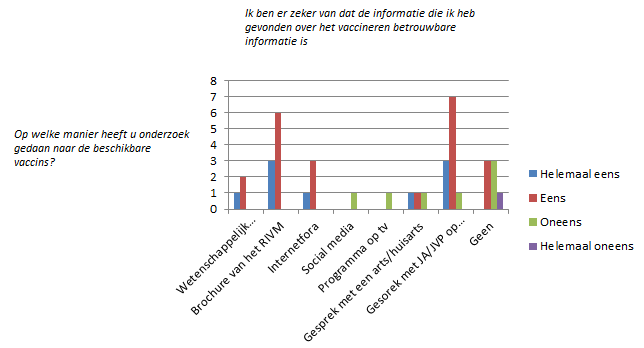 Ik ben er zeker van dat de informatie die ik heb
gevonden over het vaccineren betrouwbare
informatie is
Op welke manier heeft u onderzoek
gedaan naar de beschikbare
vaccins?
8
7
6
5
4
3
2
1
0
Wetenschappelijk...
Brochure van het RIVM
Internetfora
Social media
Programma op tv
Gesprek met een arts/huisarts
Gesorek met JA/JVP op...
Geen
Helemaal eens
Eens
Oneens
Helemaal oneens